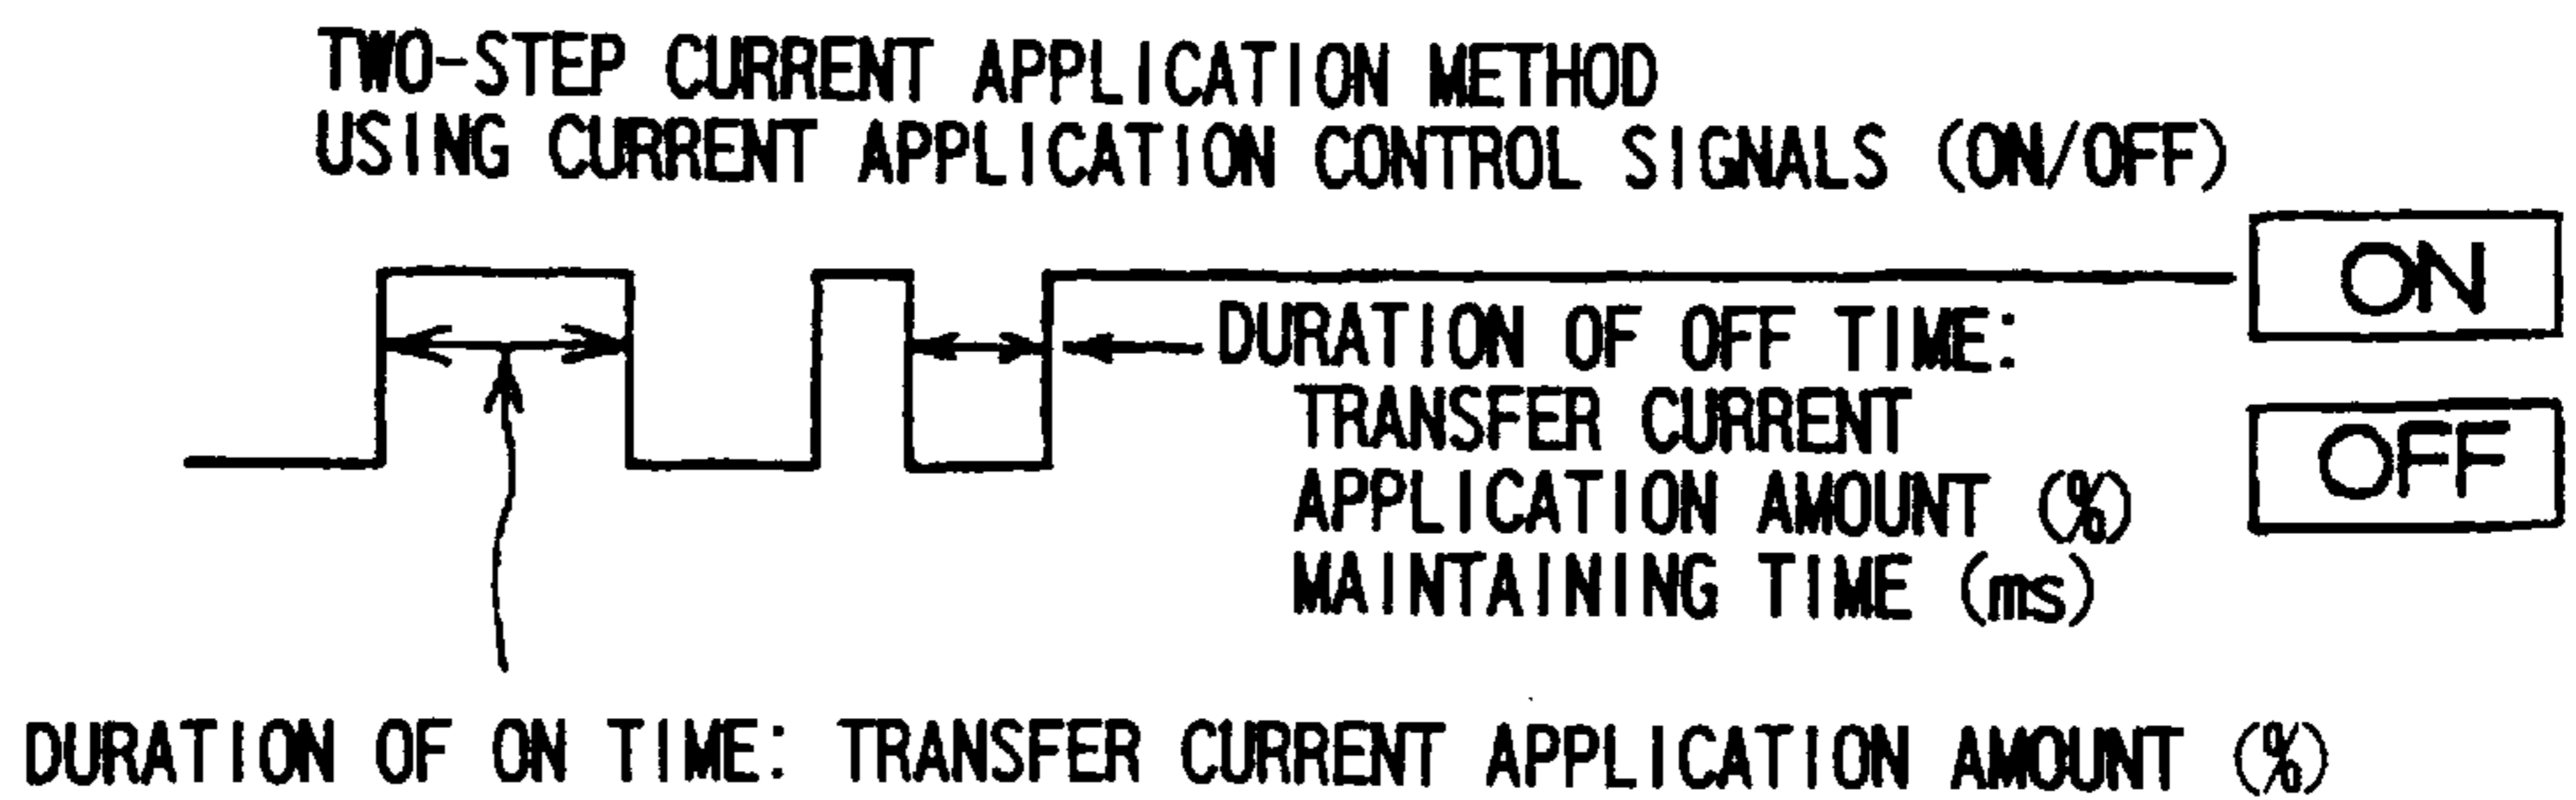 TWO-STEP CURRENT APPLICATION METHOD
USING CURRENT APPLICATION CONTROL SIGNALS (ON/OFF)
ON
DURATION OF OFF TIME:
TRANSFER CURRENT
APPLICATION AMOUNT (%)
MAINTAINING TIME (ms)
OFF
DURATION OF ON TIME: TRANSFER CURRENT APPLICATION AMOUNT (%)